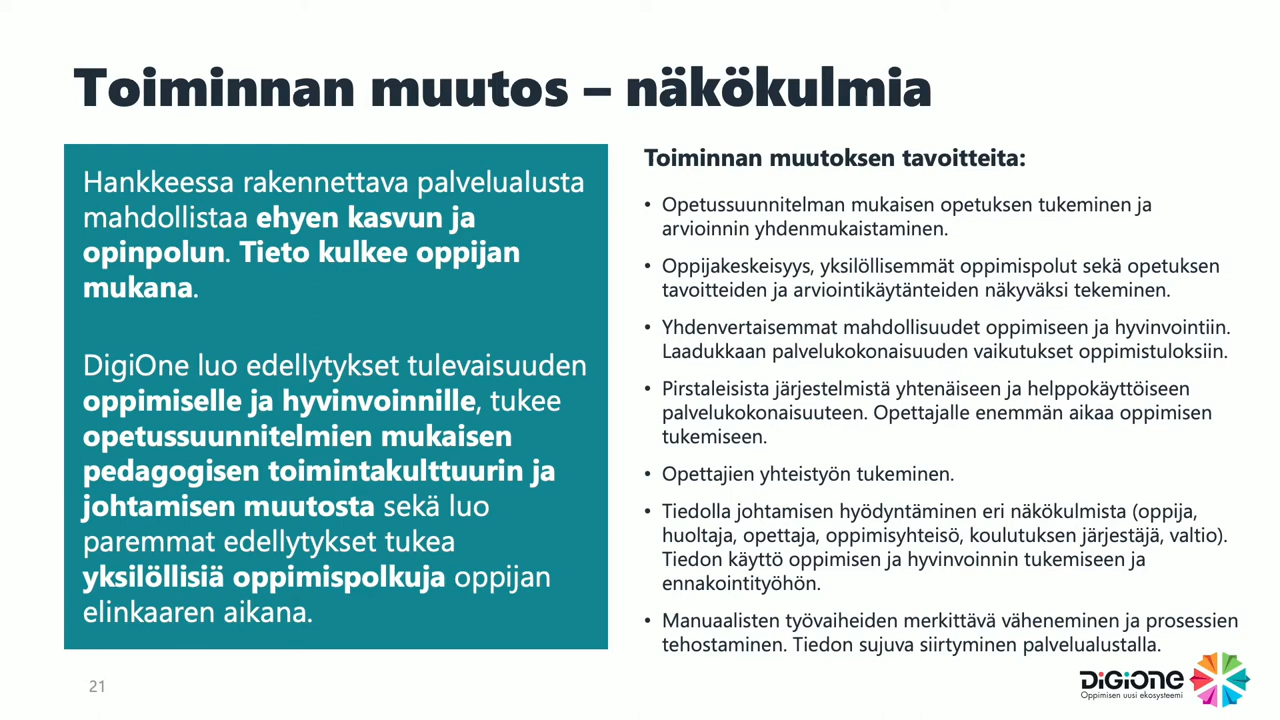 Toiminnan muutos – näkökulmia
Hankkeessa rakennettava palvelualusta
mahdollistaa ehyen kasvun ja
opinpolun. Tieto kulkee oppijan
mukana.
DigiOne luo edellytykset tulevaisuuden
oppimiselle ja hyvinvoinnille, tukee
opetussuunnitelmien mukaisen
pedagogisen toimintakulttuurin ja
johtamisen muutosta sekä luo
paremmat edellytykset tukea
yksilöllisiä oppimispolkuja oppijan
elinkaaren aikana.
Toiminnan muutoksen tavoitteita:
• Opetussuunnitelman mukaisen opetuksen tukeminen ja
arvioinnin yhdenmukaistaminen.
• Oppijakeskeisyys, yksilöllisemmät oppimispolut sekä opetuksen
tavoitteiden ja arviointikäytänteiden näkyväksi tekeminen.
• Yhdenvertaisemmat mahdollisuudet oppimiseen ja hyvinvointiin.
Laadukkaan palvelukokonaisuuden vaikutukset oppimistuloksiin.
• Pirstaleisista järjestelmistä yhtenäiseen ja helppokäyttöiseen
palvelukokonaisuuteen. Opettajalle enemmän aikaa oppimisen
tukemiseen.
• Opettajien yhteistyön tukeminen.
• Tiedolla johtamisen hyödyntäminen eri näkökulmista (oppija,
huoltaja, opettaja, oppimisyhteisö, koulutuksen järjestäjä, valtio).
Tiedon käyttö oppimisen ja hyvinvoinnin tukemiseen ja
ennakointityöhön.
• Manuaalisten työvaiheiden merkittävä väheneminen ja prosessien
tehostaminen. Tiedon sujuva siirtyminen palvelualustalla.
21
DiGiONE
Oppimisen uusi ekosysteemi